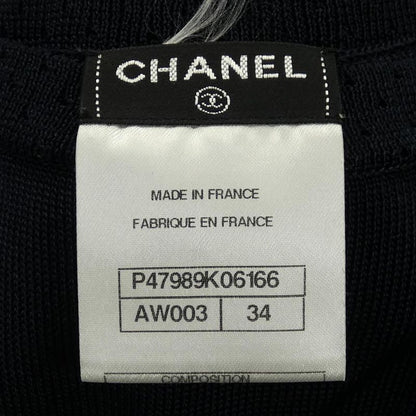 CHANEL
MADE IN FRANCE
FABRIQUE EN FRANCE
P47989K06166
AW003 34
COMPOSITION